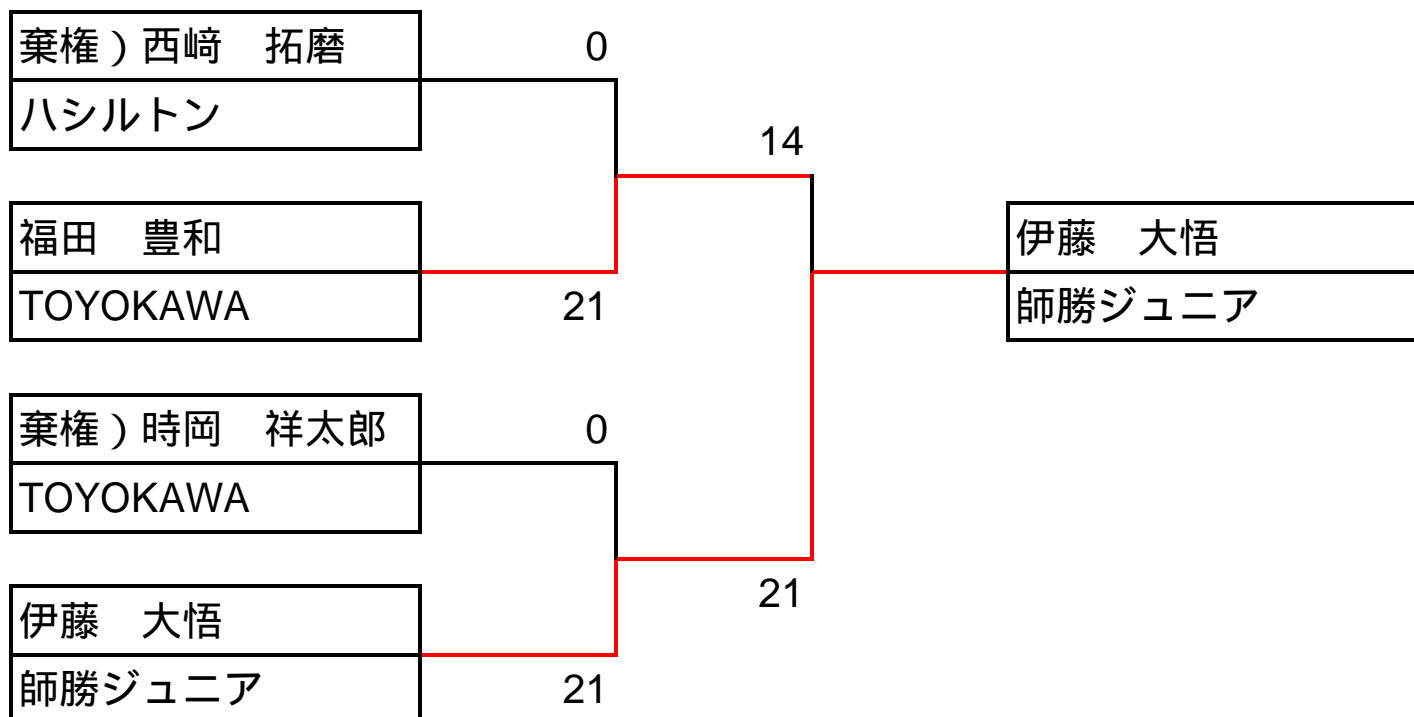 棄権）西﨑　拓磨
0
ハシルトン
14
福田　豊和
伊藤　大悟
TOYOKAWA
21
師勝ジュニア
棄権）時岡　祥太郎
0
TOYOKAWA
21
伊藤　大悟
師勝ジュニア
21